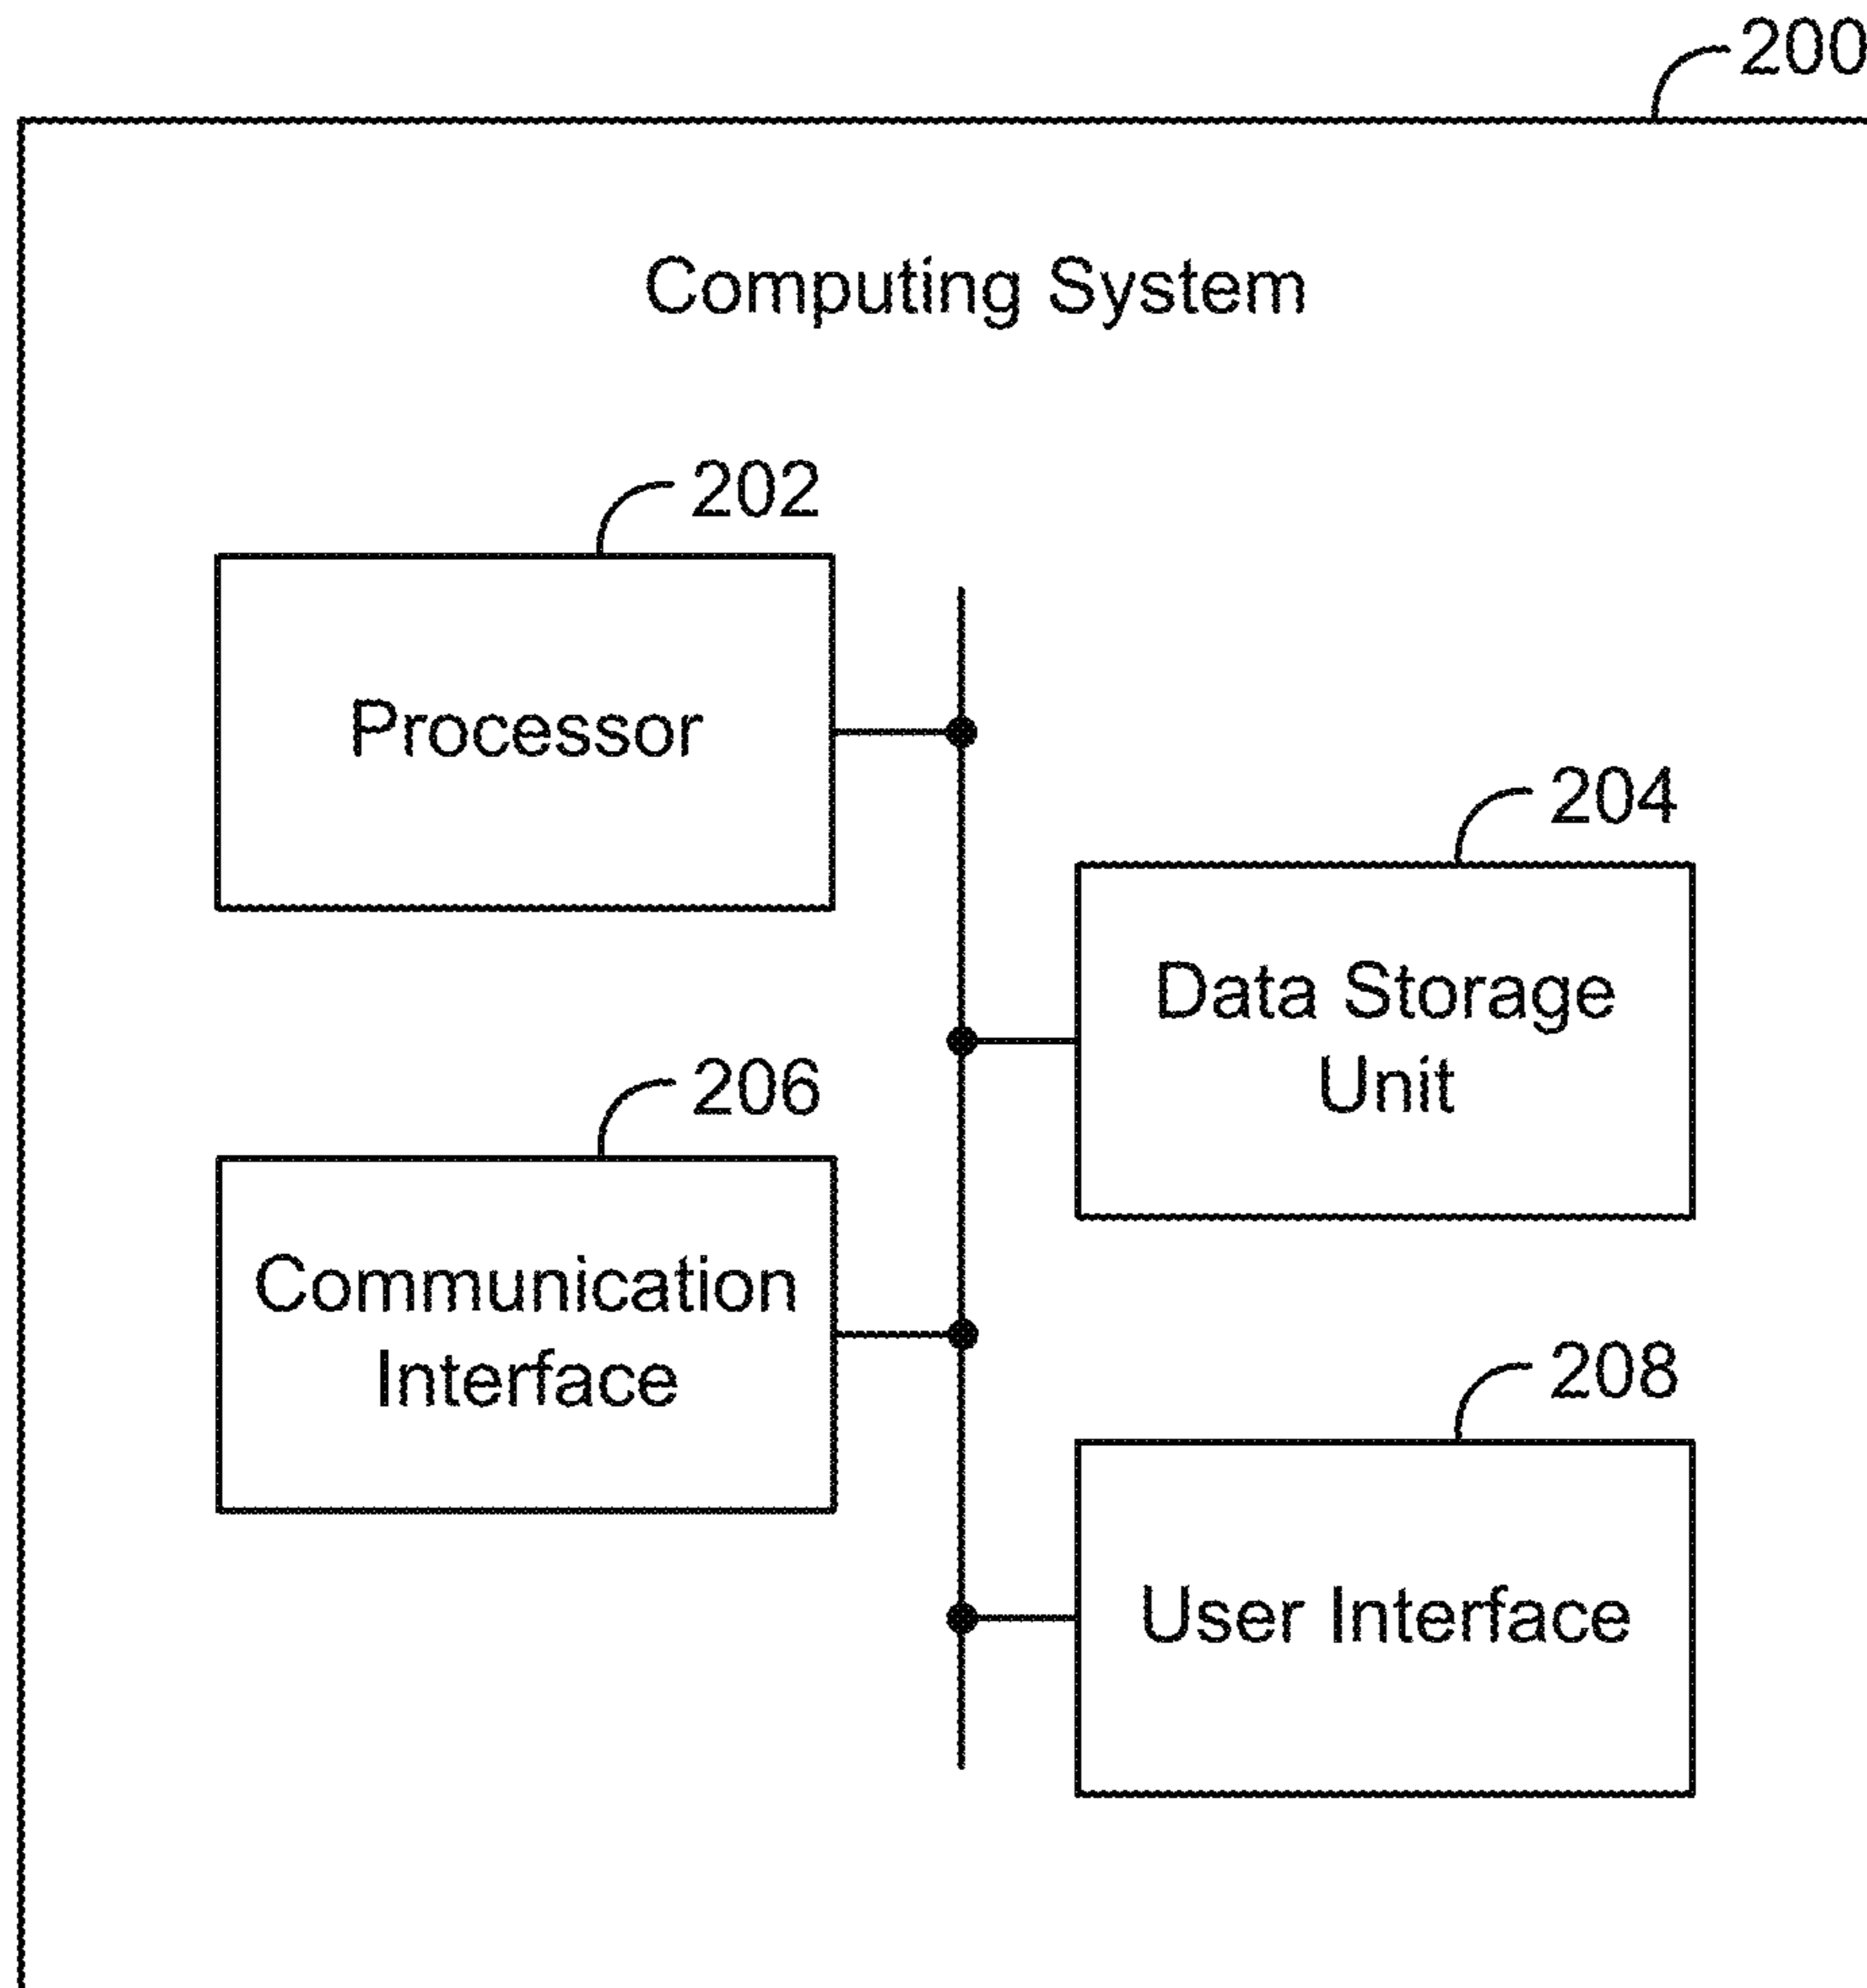 200
Computing System
202
Processor
204
Data Storage
Unit
206
Communication
Interface
208
User Interface